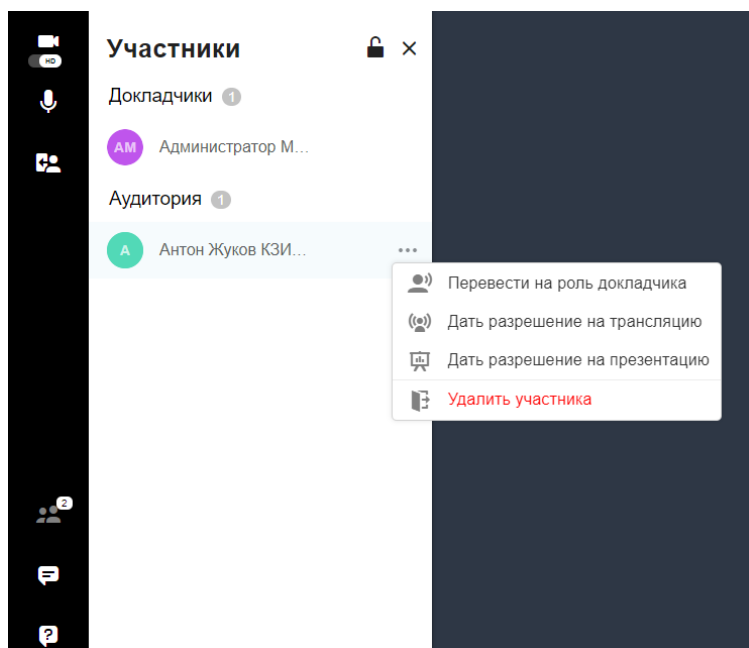 HD
Участники
Докладчики 1
АМ Администратор М…
Аудитория 1
А Антон Жуков КЗИ…
Перевести на роль докладчика
Дать разрешение на трансляцию
Дать разрешение на презентацию
Удалить участника
2
?